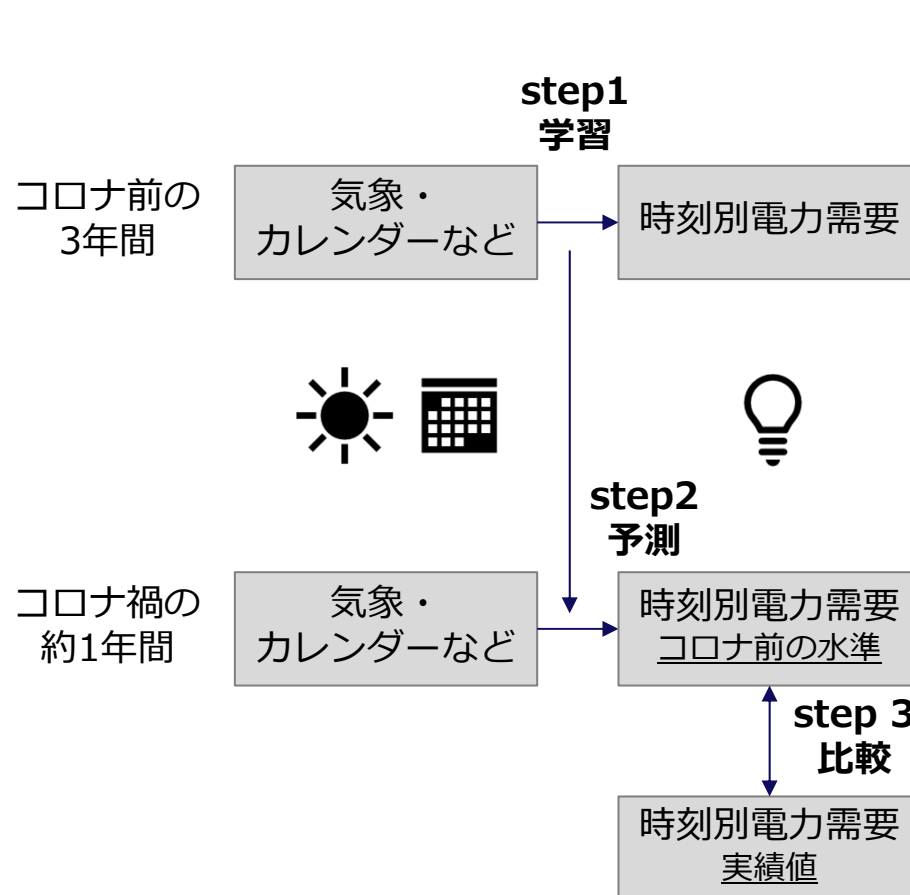 step1
学習
コロナ前の
3年間
気象・
カレンダーなど
時刻別電力需要
step2
予測
コロナ禍の
約1年間
気象・
カレンダーなど
時刻別電力需要
コロナ前の水準
step 3
比較
時刻別電力需要
実績値